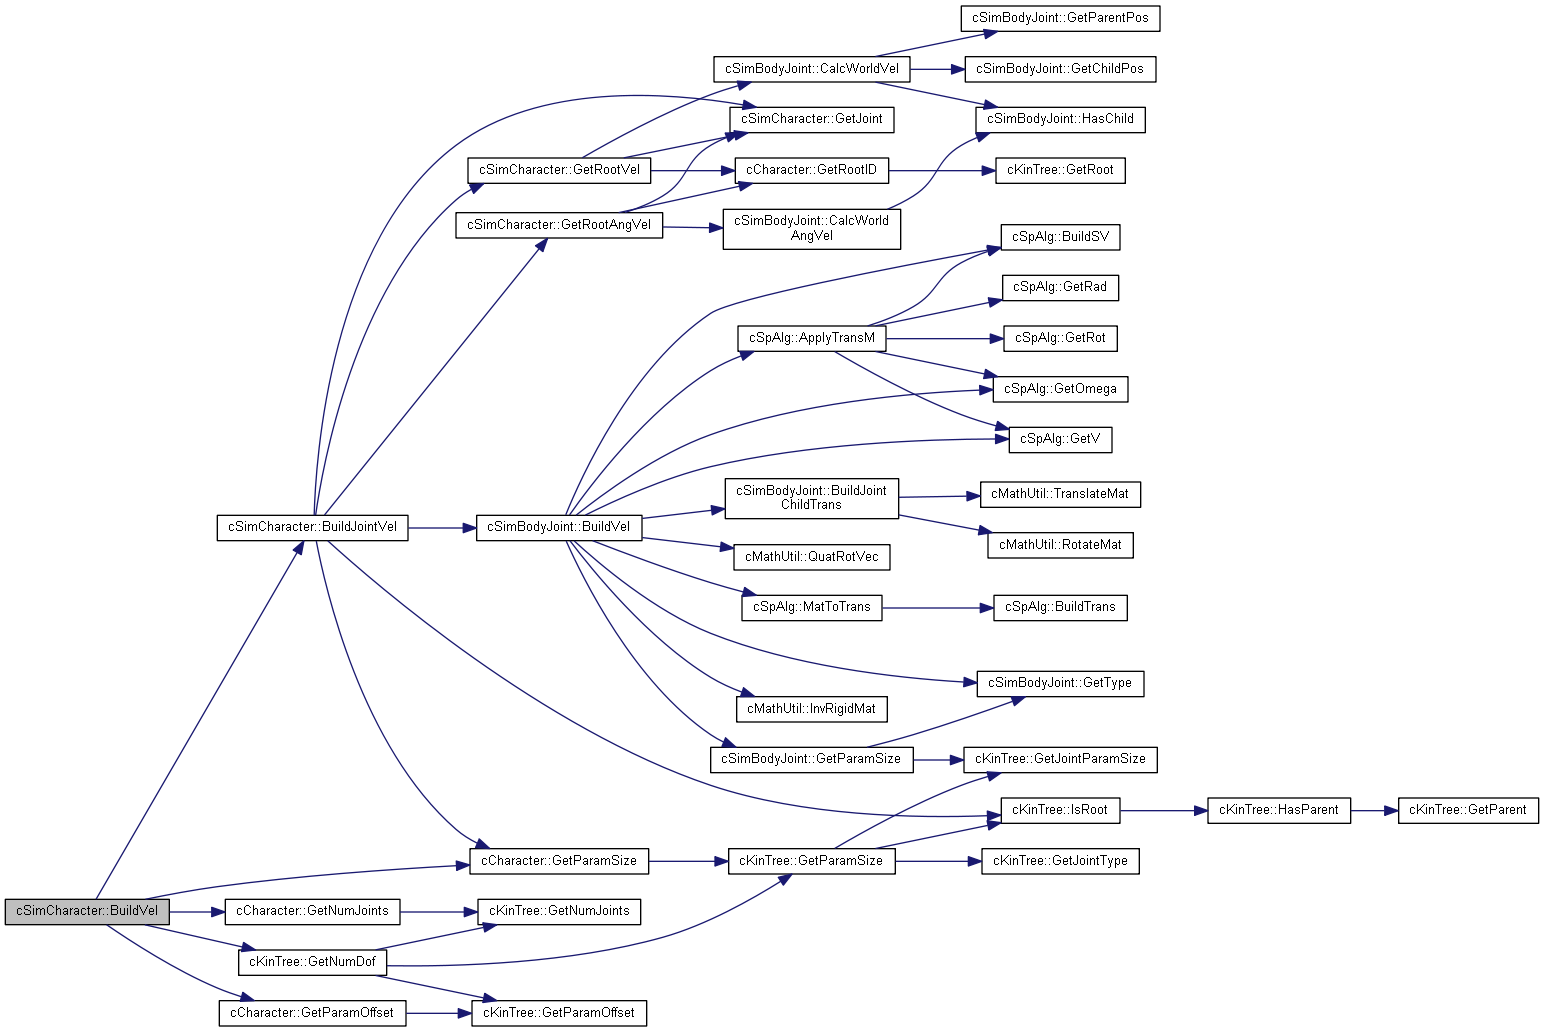 cSimBodyJoint::GetParentPos
cSimBodyJoint::CalcWorldVel
cSimBodyJoint::GetChildPos
cSimCharacter::GetJoint
cSimBodyJoint::HasChild
cSimCharacter::GetRootVel
cCharacter::GetRootID
cKinTree::GetRoot
cSimCharacter::GetRootAngVel
cSimBodyJoint::CalcWorld
AngVel
cSpAlg::BuildSV
cSpAlg::GetRad
cSpAlg::ApplyTransM
cSpAlg::GetRot
cSpAlg::GetOmega
cSpAlg::GetV
cSimBodyJoint::BuildJoint
ChildTrans
cMathUtil::TranslateMat
cSimCharacter::BuildJointVel
cSimBodyJoint::BuildVel
cMathUtil::RotateMat
cMathUtil::QuatRotVec
cSpAlg::MatToTrans
cSpAlg::BuildTrans
cSimBodyJoint::GetType
cMathUtil::InvRigidMat
cSimBodyJoint::GetParamSize
cKinTree::GetJointParamSize
cKinTree::IsRoot
cKinTree::HasParent
cKinTree::GetParent
cCharacter::GetParamSize
cKinTree::GetParamSize
cKinTree::GetJointType
cSimCharacter::BuildVel
cCharacter::GetNumJoints
cKinTree::GetNumJoints
cKinTree::GetNumDof
cCharacter::GetParamOffset
cKinTree::GetParamOffset